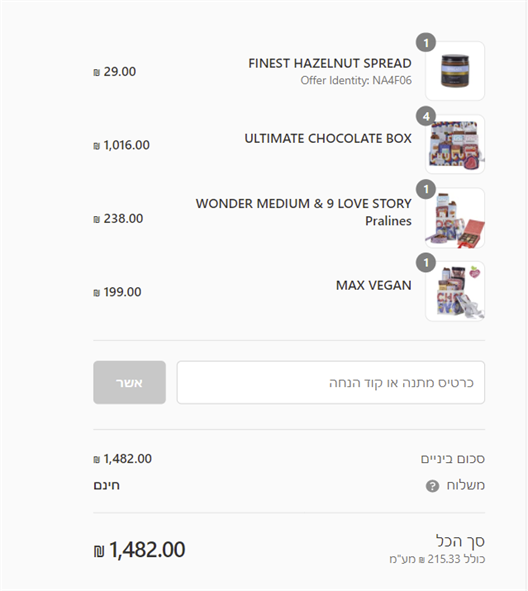 1
FINEST HAZELNUT SPREAD
Offer Identity: NA4F06
₪ 29.00
4
ULTIMATE CHOCOLATE BOX
₪ 1,016.00
1
WONDER MEDIUM & 9 LOVE STORY
Pralines
₪ 238.00
1
MAX VEGAN
₪ 199.00
כרטיס מתנה או קוד הנחה
אשר
סכום ביניים
₪ 1,482.00
משלוח ?
חינם
סך הכל
כולל 215.33 ₪ מע"מ
₪ 1,482.00